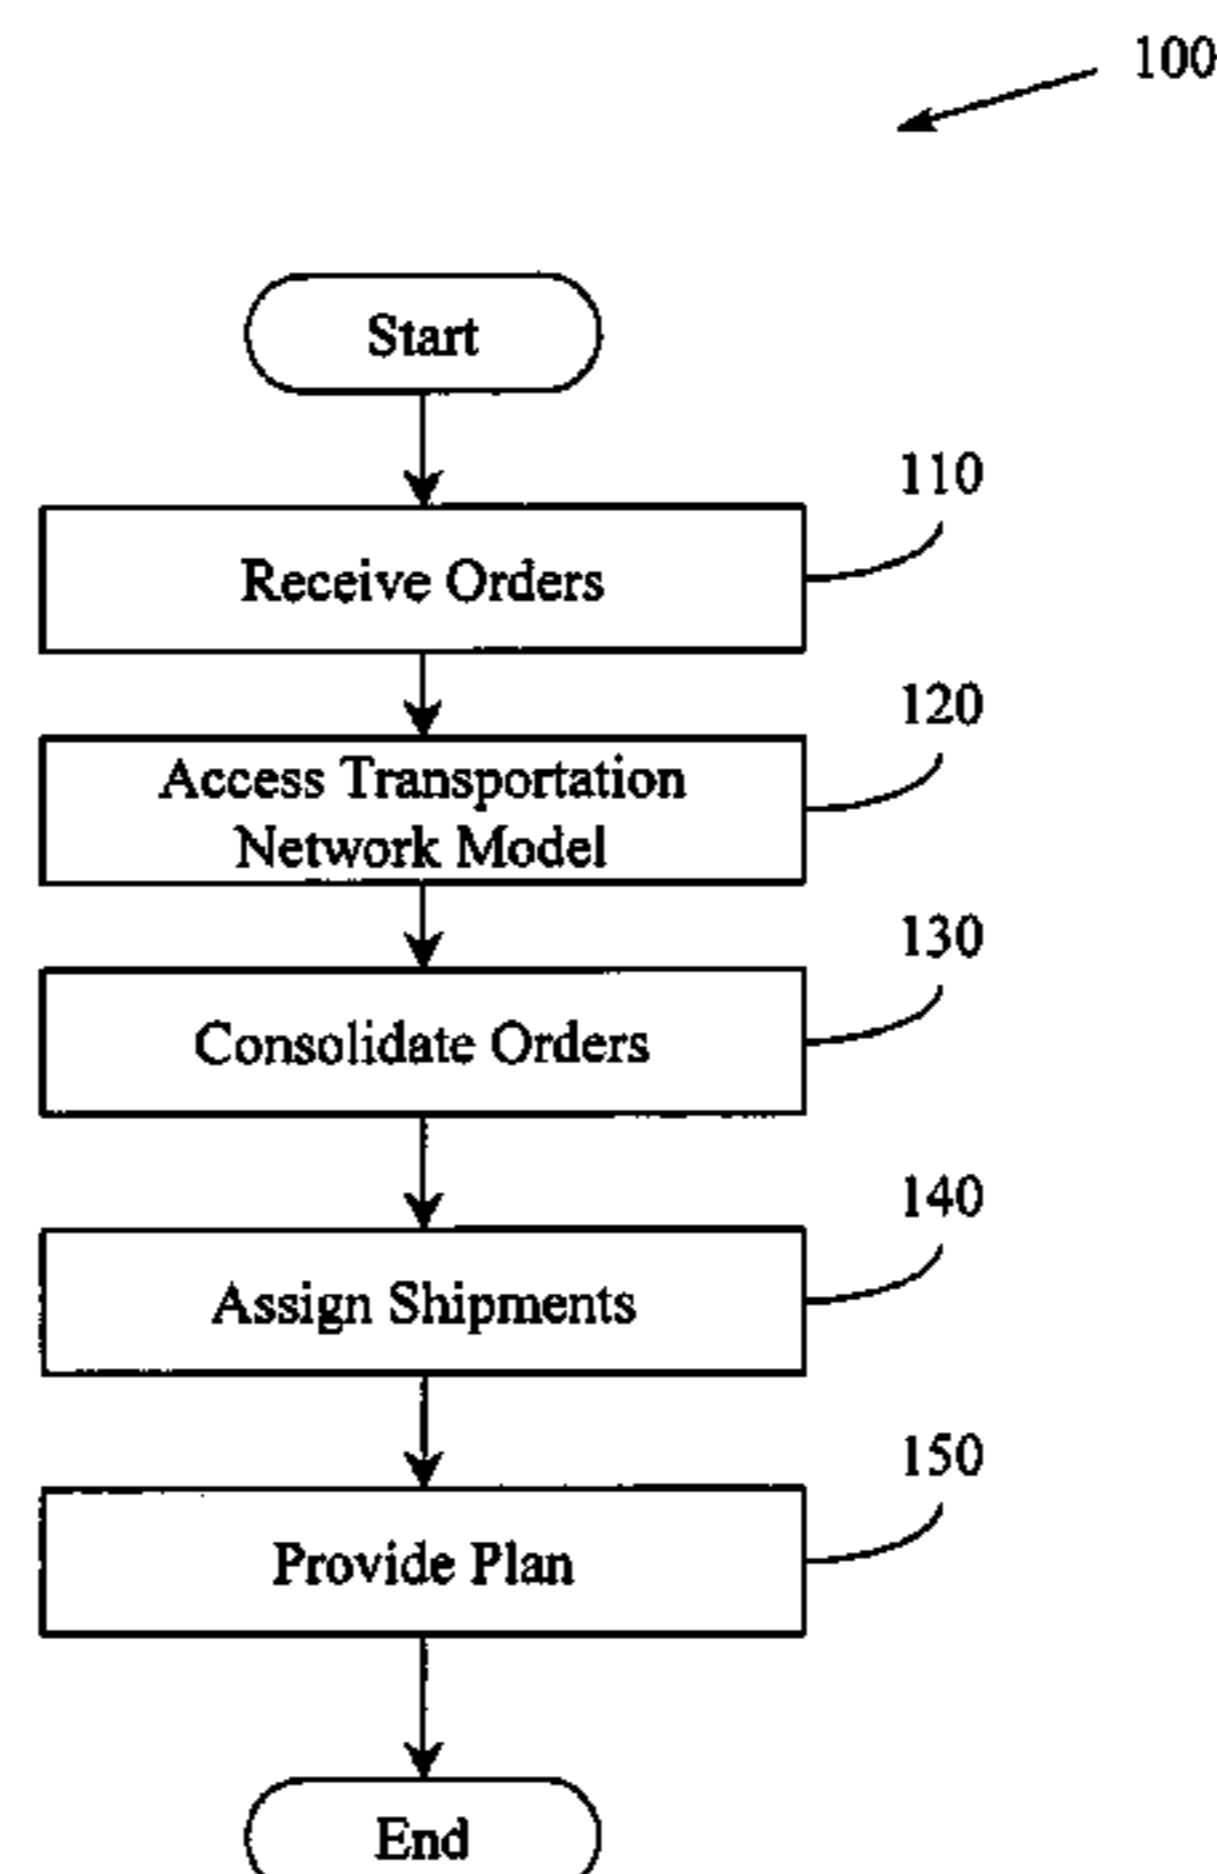 100
Start
110
Receive Orders
120
Access Transportation
Network Model
130
Consolidate Orders
140
Assign Shipments
150
Provide Plan
End